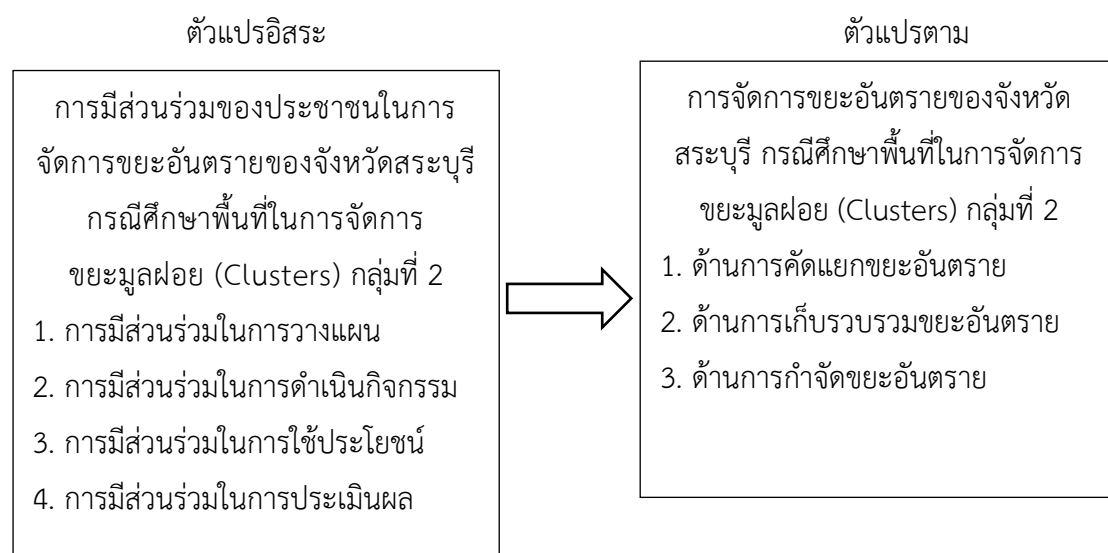 ตัวแปรอิสระ
การมีส่วนร่วมของประชาชนในการ
จัดการขยะอันตรายของจังหวัดสระบุรี
กรณีศึกษาพื้นที่ในการจัดการ
ขยะมูลฝอย (Clusters) กลุ่มที่ 2
1. การมีส่วนร่วมในการวางแผน
2. การมีส่วนร่วมในการดำเนินกิจกรรม
3. การมีส่วนร่วมในการใช้ประโยชน์
4. การมีส่วนร่วมในการประเมินผล
ตัวแปรตาม
การจัดการขยะอันตรายของจังหวัด
สระบุรี กรณีศึกษาพื้นที่ในการจัดการ
ขยะมูลฝอย (Clusters) กลุ่มที่ 2
1. ด้านการคัดแยกขยะอันตราย
2. ด้านการเก็บรวบรวมขยะอันตราย
3. ด้านการกำจัดขยะอันตราย